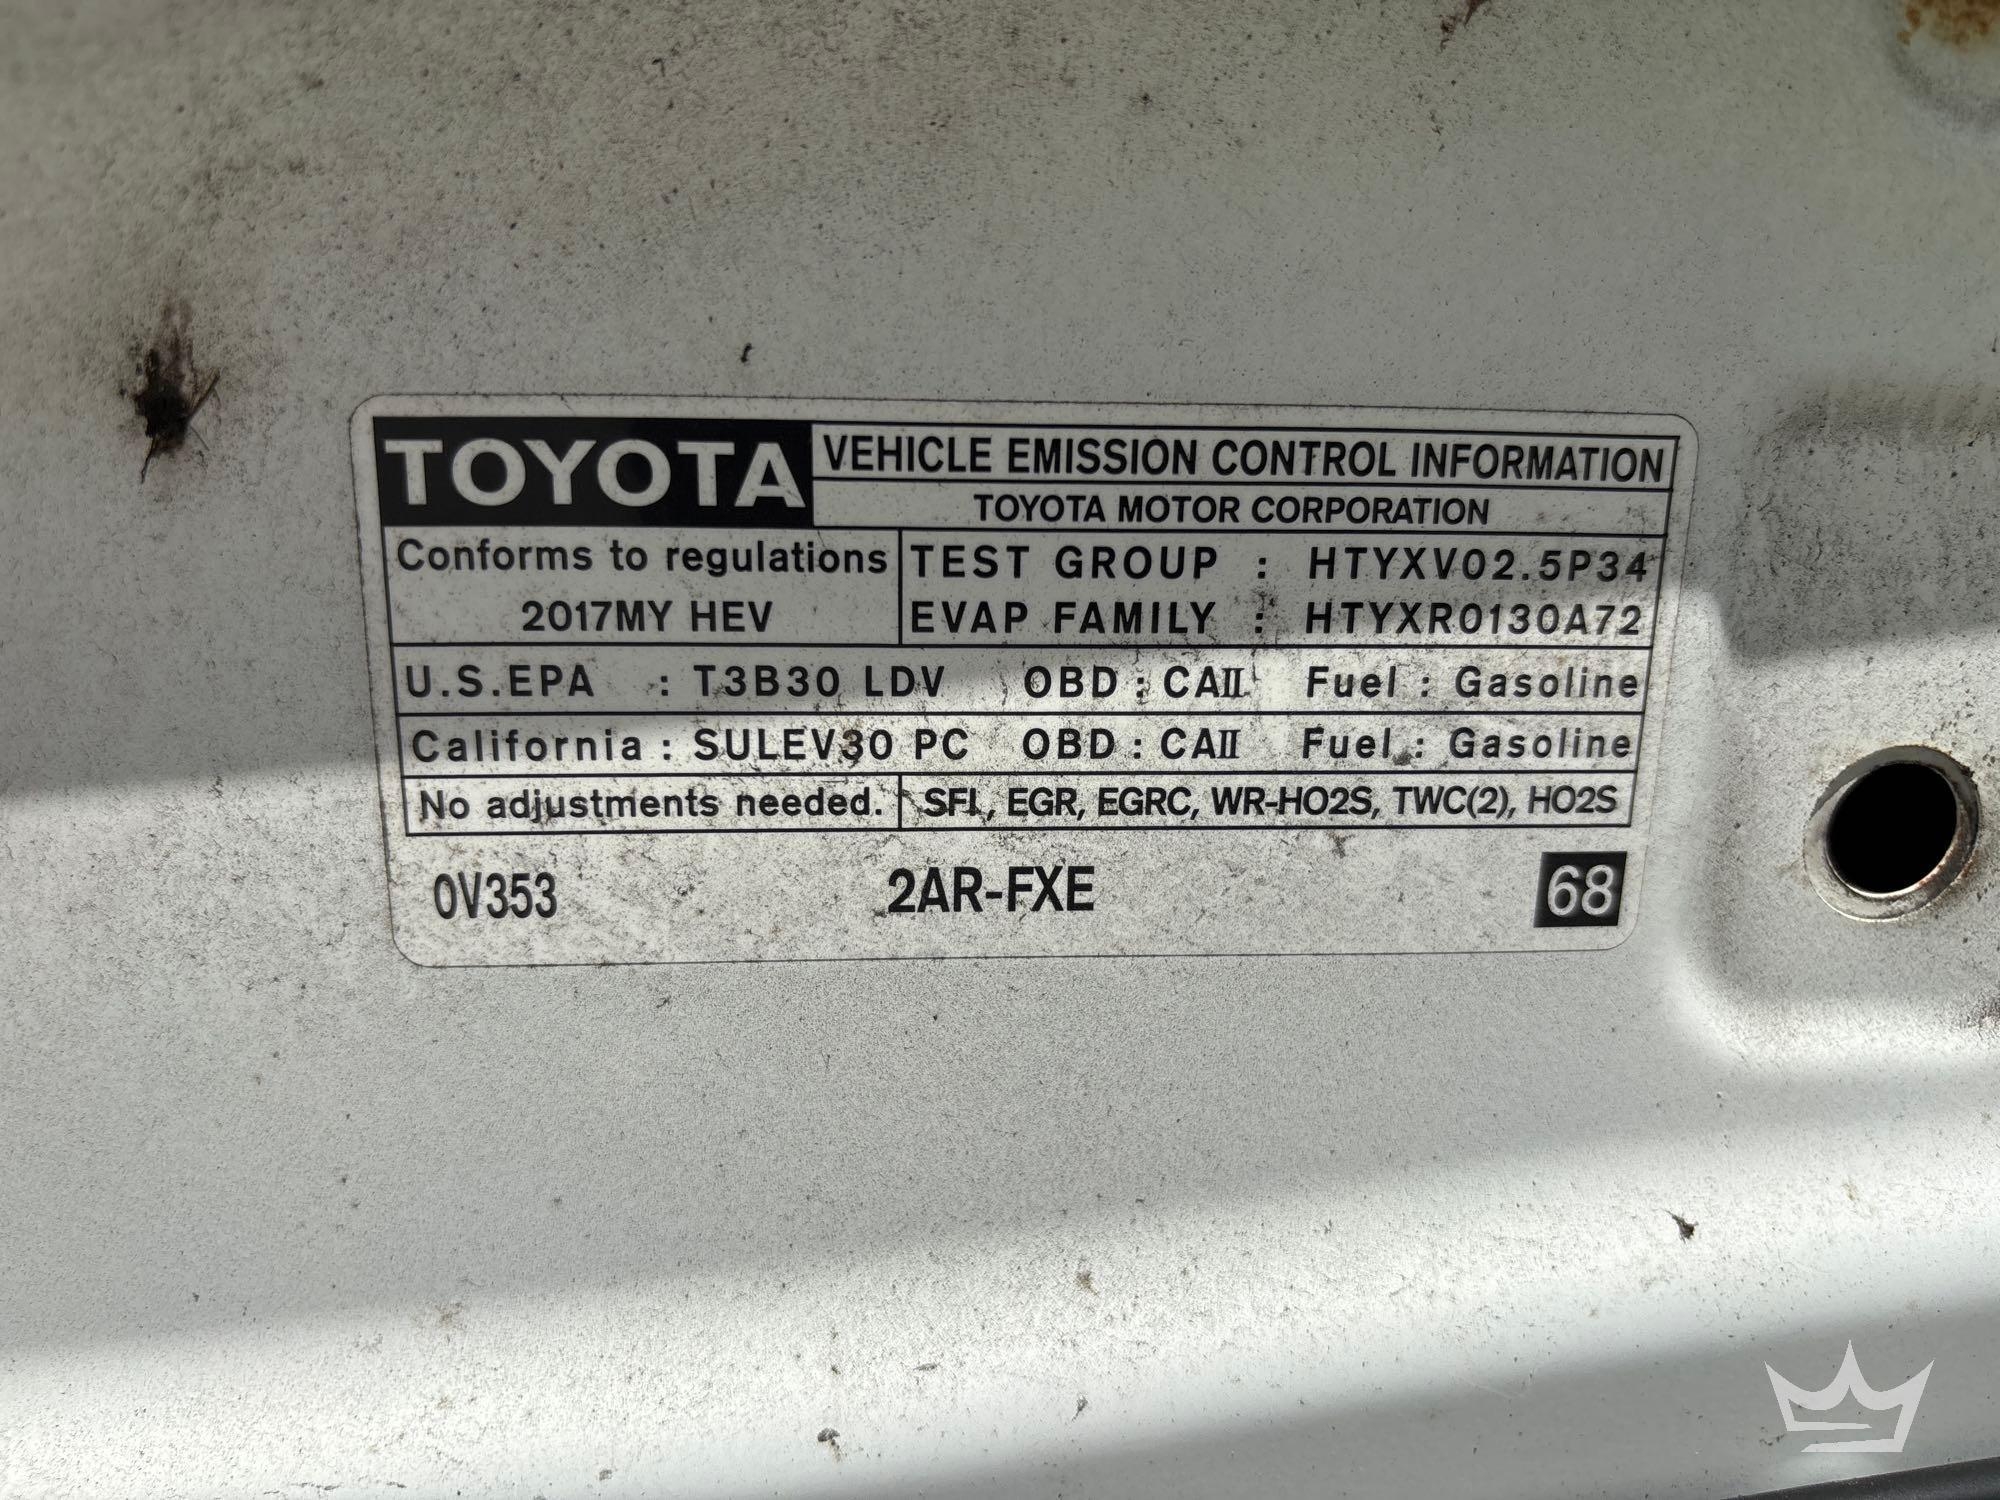 TOYOTA
VEHICLE EMISSION CONTROL INFORMATION
TOYOTA MOTOR CORPORATION
Conforms to regulations
2017MY HEV
TEST GROUP : HTYXV02.5P34
EVAP FAMILY : HTYXR0130A72
U.S.EPA : T3B30 LDV OBD : CAII Fuel : Gasoline
California : SULEV30 PC OBD : CAII Fuel : Gasoline
No adjustments needed. SFI, EGR, EGRC, WR-HO2S, TWC(2), HO2S
0V353 2AR-FXE 68